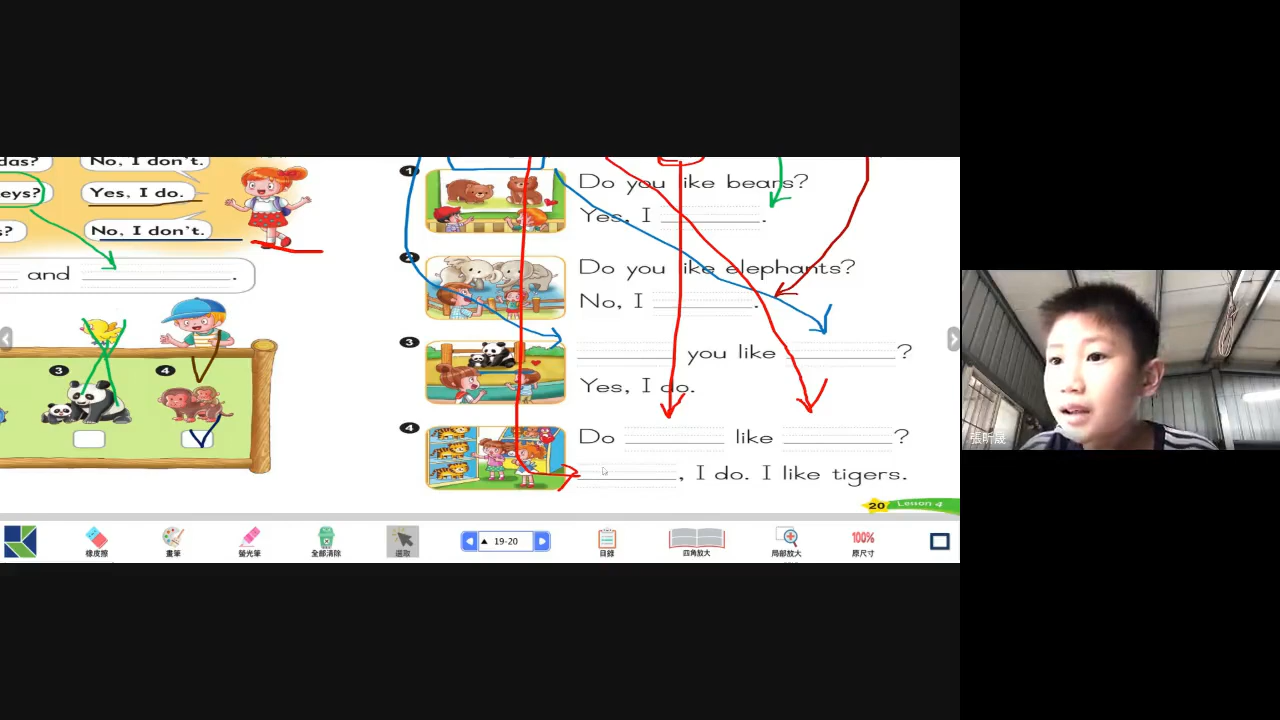 das?
No, I don't.
eys?
Yes, I do.
s?
No, I don't.
and
.
3
4
1
Do you like bears?
Yes, I .
2
Do you like elephants?
No, I .
3
you like ?
Yes, I do.
4
Do like ?
, I do. I like tigers.
20 Lesson 4
橡皮擦
畫筆
螢光筆
全部清除
選取
19-20
目錄
四角放大
局部放大
100%
原尺寸
張昕晟